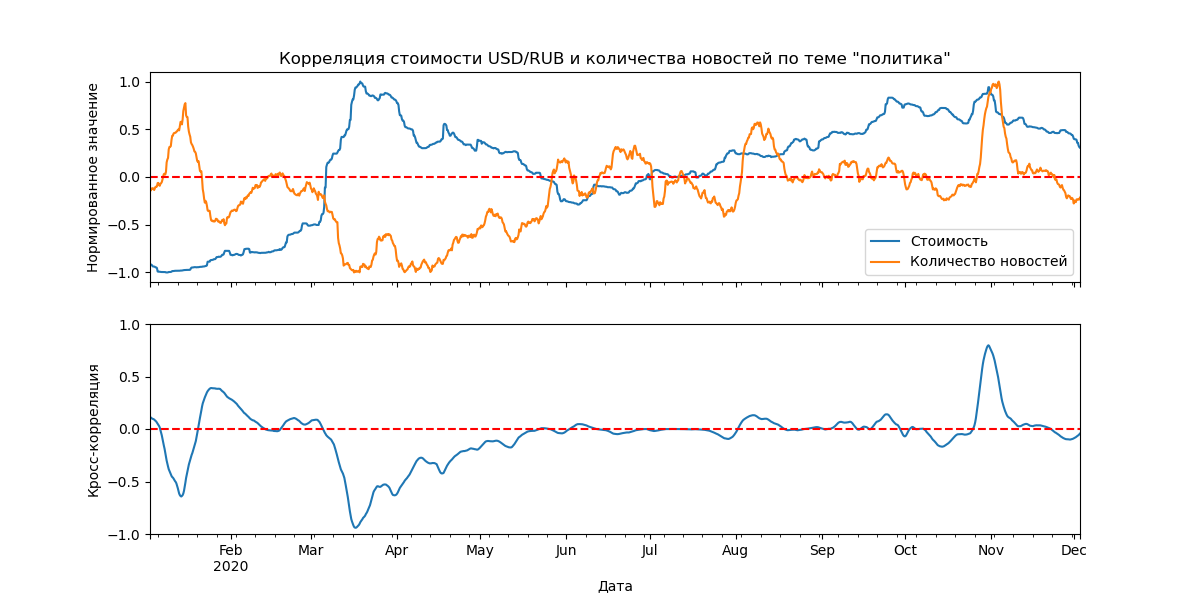 Корреляция стоимости USD/RUB и количества новостей по теме "политика"
Нормированное значение
1.0
0.5
0.0
−0.5
−1.0
Стоимость
Количество новостей
Кросс-корреляция
1.0
0.5
0.0
−0.5
−1.0
Feb Mar Apr May Jun Jul Aug Sep Oct Nov Dec
2020
Дата